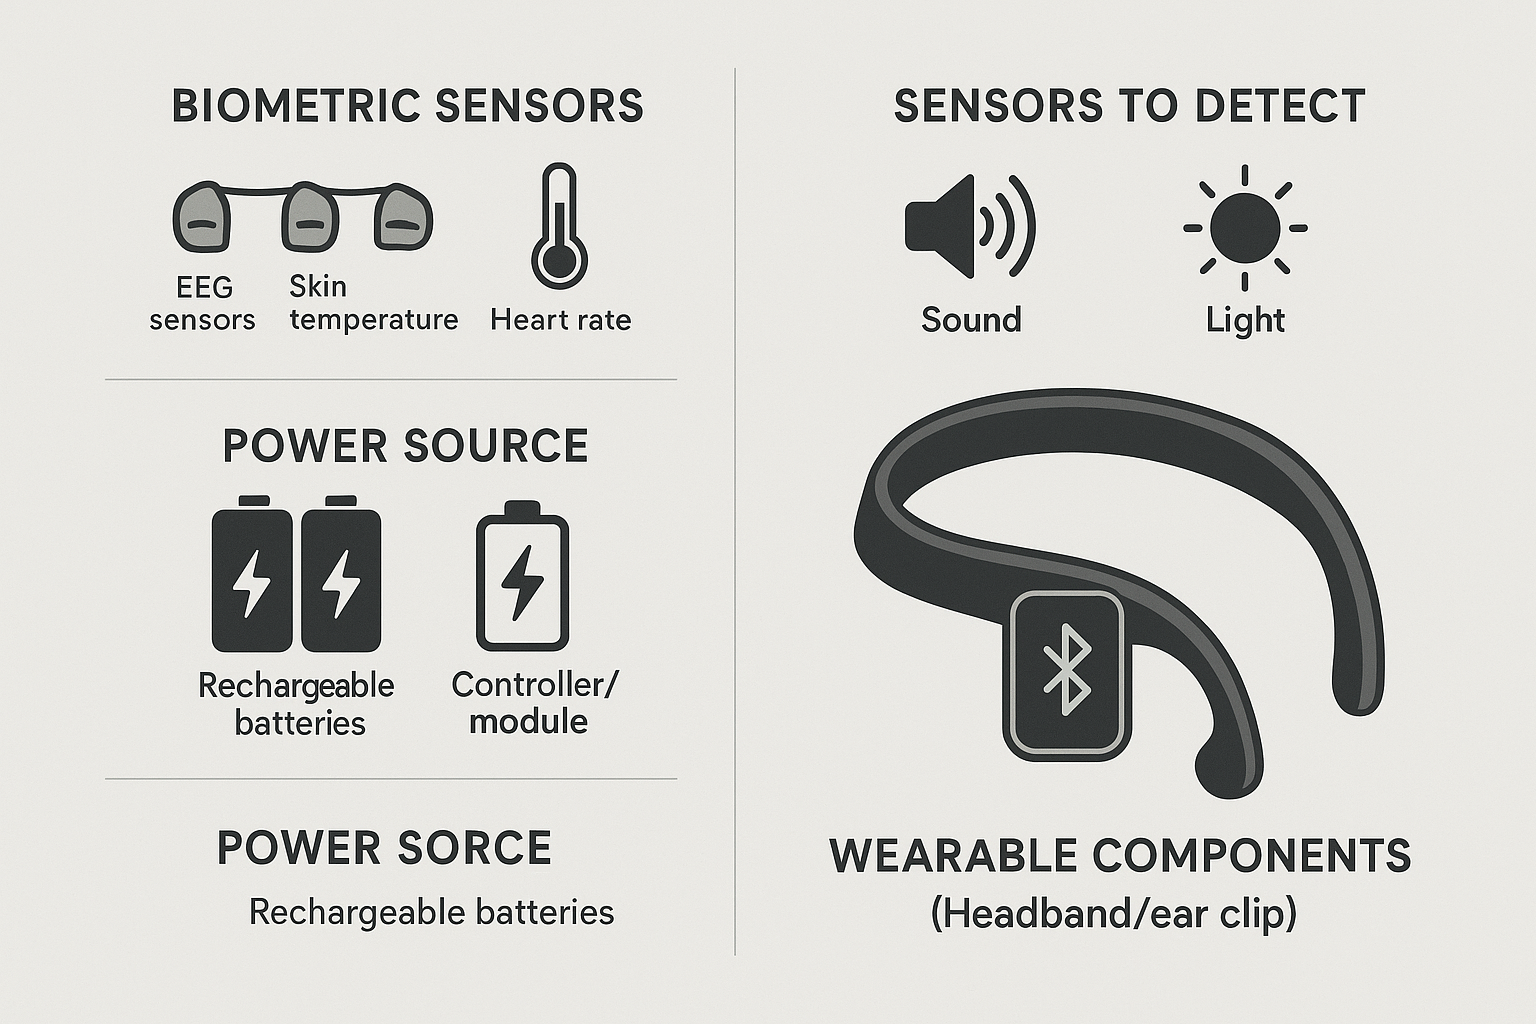 BIOMETRIC SENSORS
EEG
sensors
Skin
temperature
Heart rate
POWER SOURCE
Rechargeable
batteries
Controller/
module
POWER SORCE
Rechargeable batteries
SENSORS TO DETECT
Sound
Light
WEARABLE COMPONENTS
(Headband/ear clip)